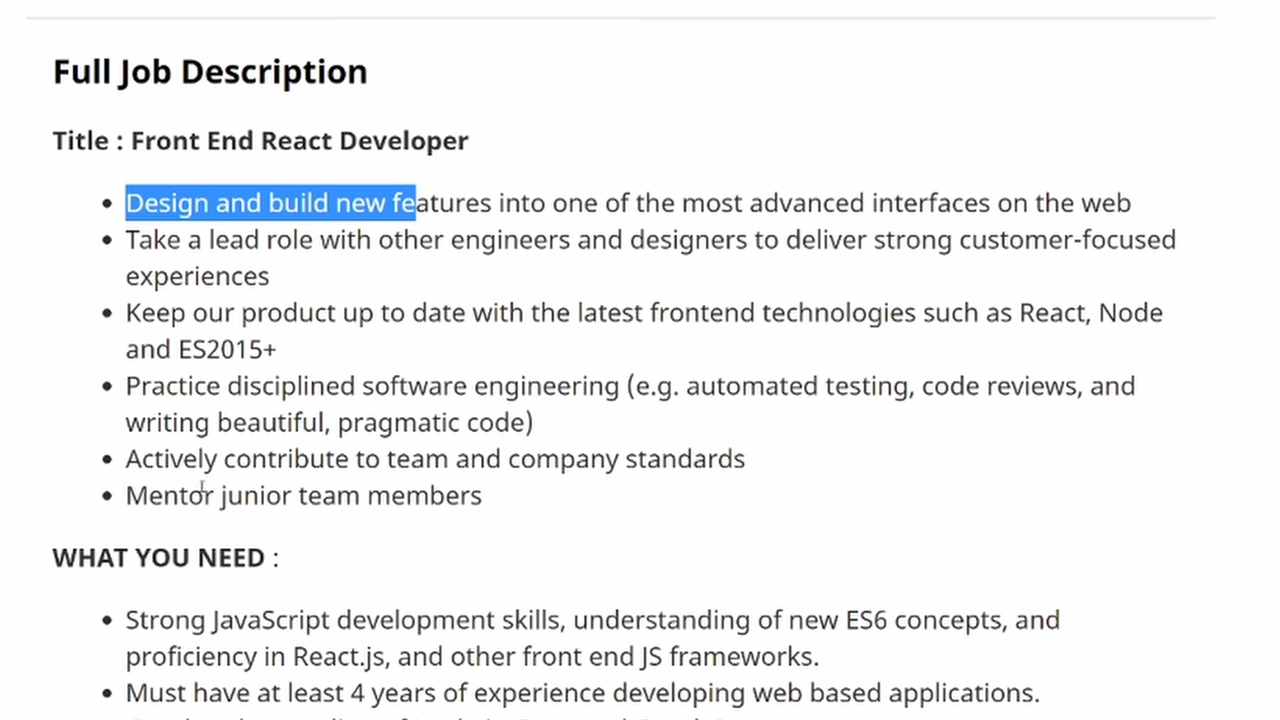 Full Job Description
Title : Front End React Developer
Design and build new features into one of the most advanced interfaces on the web
Take a lead role with other engineers and designers to deliver strong customer-focused
experiences
Keep our product up to date with the latest frontend technologies such as React, Node
and ES2015+
Practice disciplined software engineering (e.g. automated testing, code reviews, and
writing beautiful, pragmatic code)
Actively contribute to team and company standards
Mentor junior team members
WHAT YOU NEED :
Strong JavaScript development skills, understanding of new ES6 concepts, and
proficiency in React.js, and other front end JS frameworks.
Must have at least 4 years of experience developing web based applications.